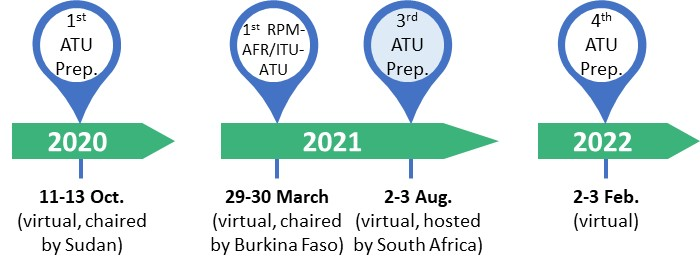 1st
ATU
Prep.
1st RPM-
AFR/ITU-
ATU
3rd
ATU
Prep.
4th
ATU
Prep.
2020
2021
2022
11-13 Oct.
(virtual, chaired
by Sudan)
29-30 March
(virtual, chaired
by Burkina Faso)
2-3 Aug.
(virtual, hosted
by South Africa)
2-3 Feb.
(virtual)